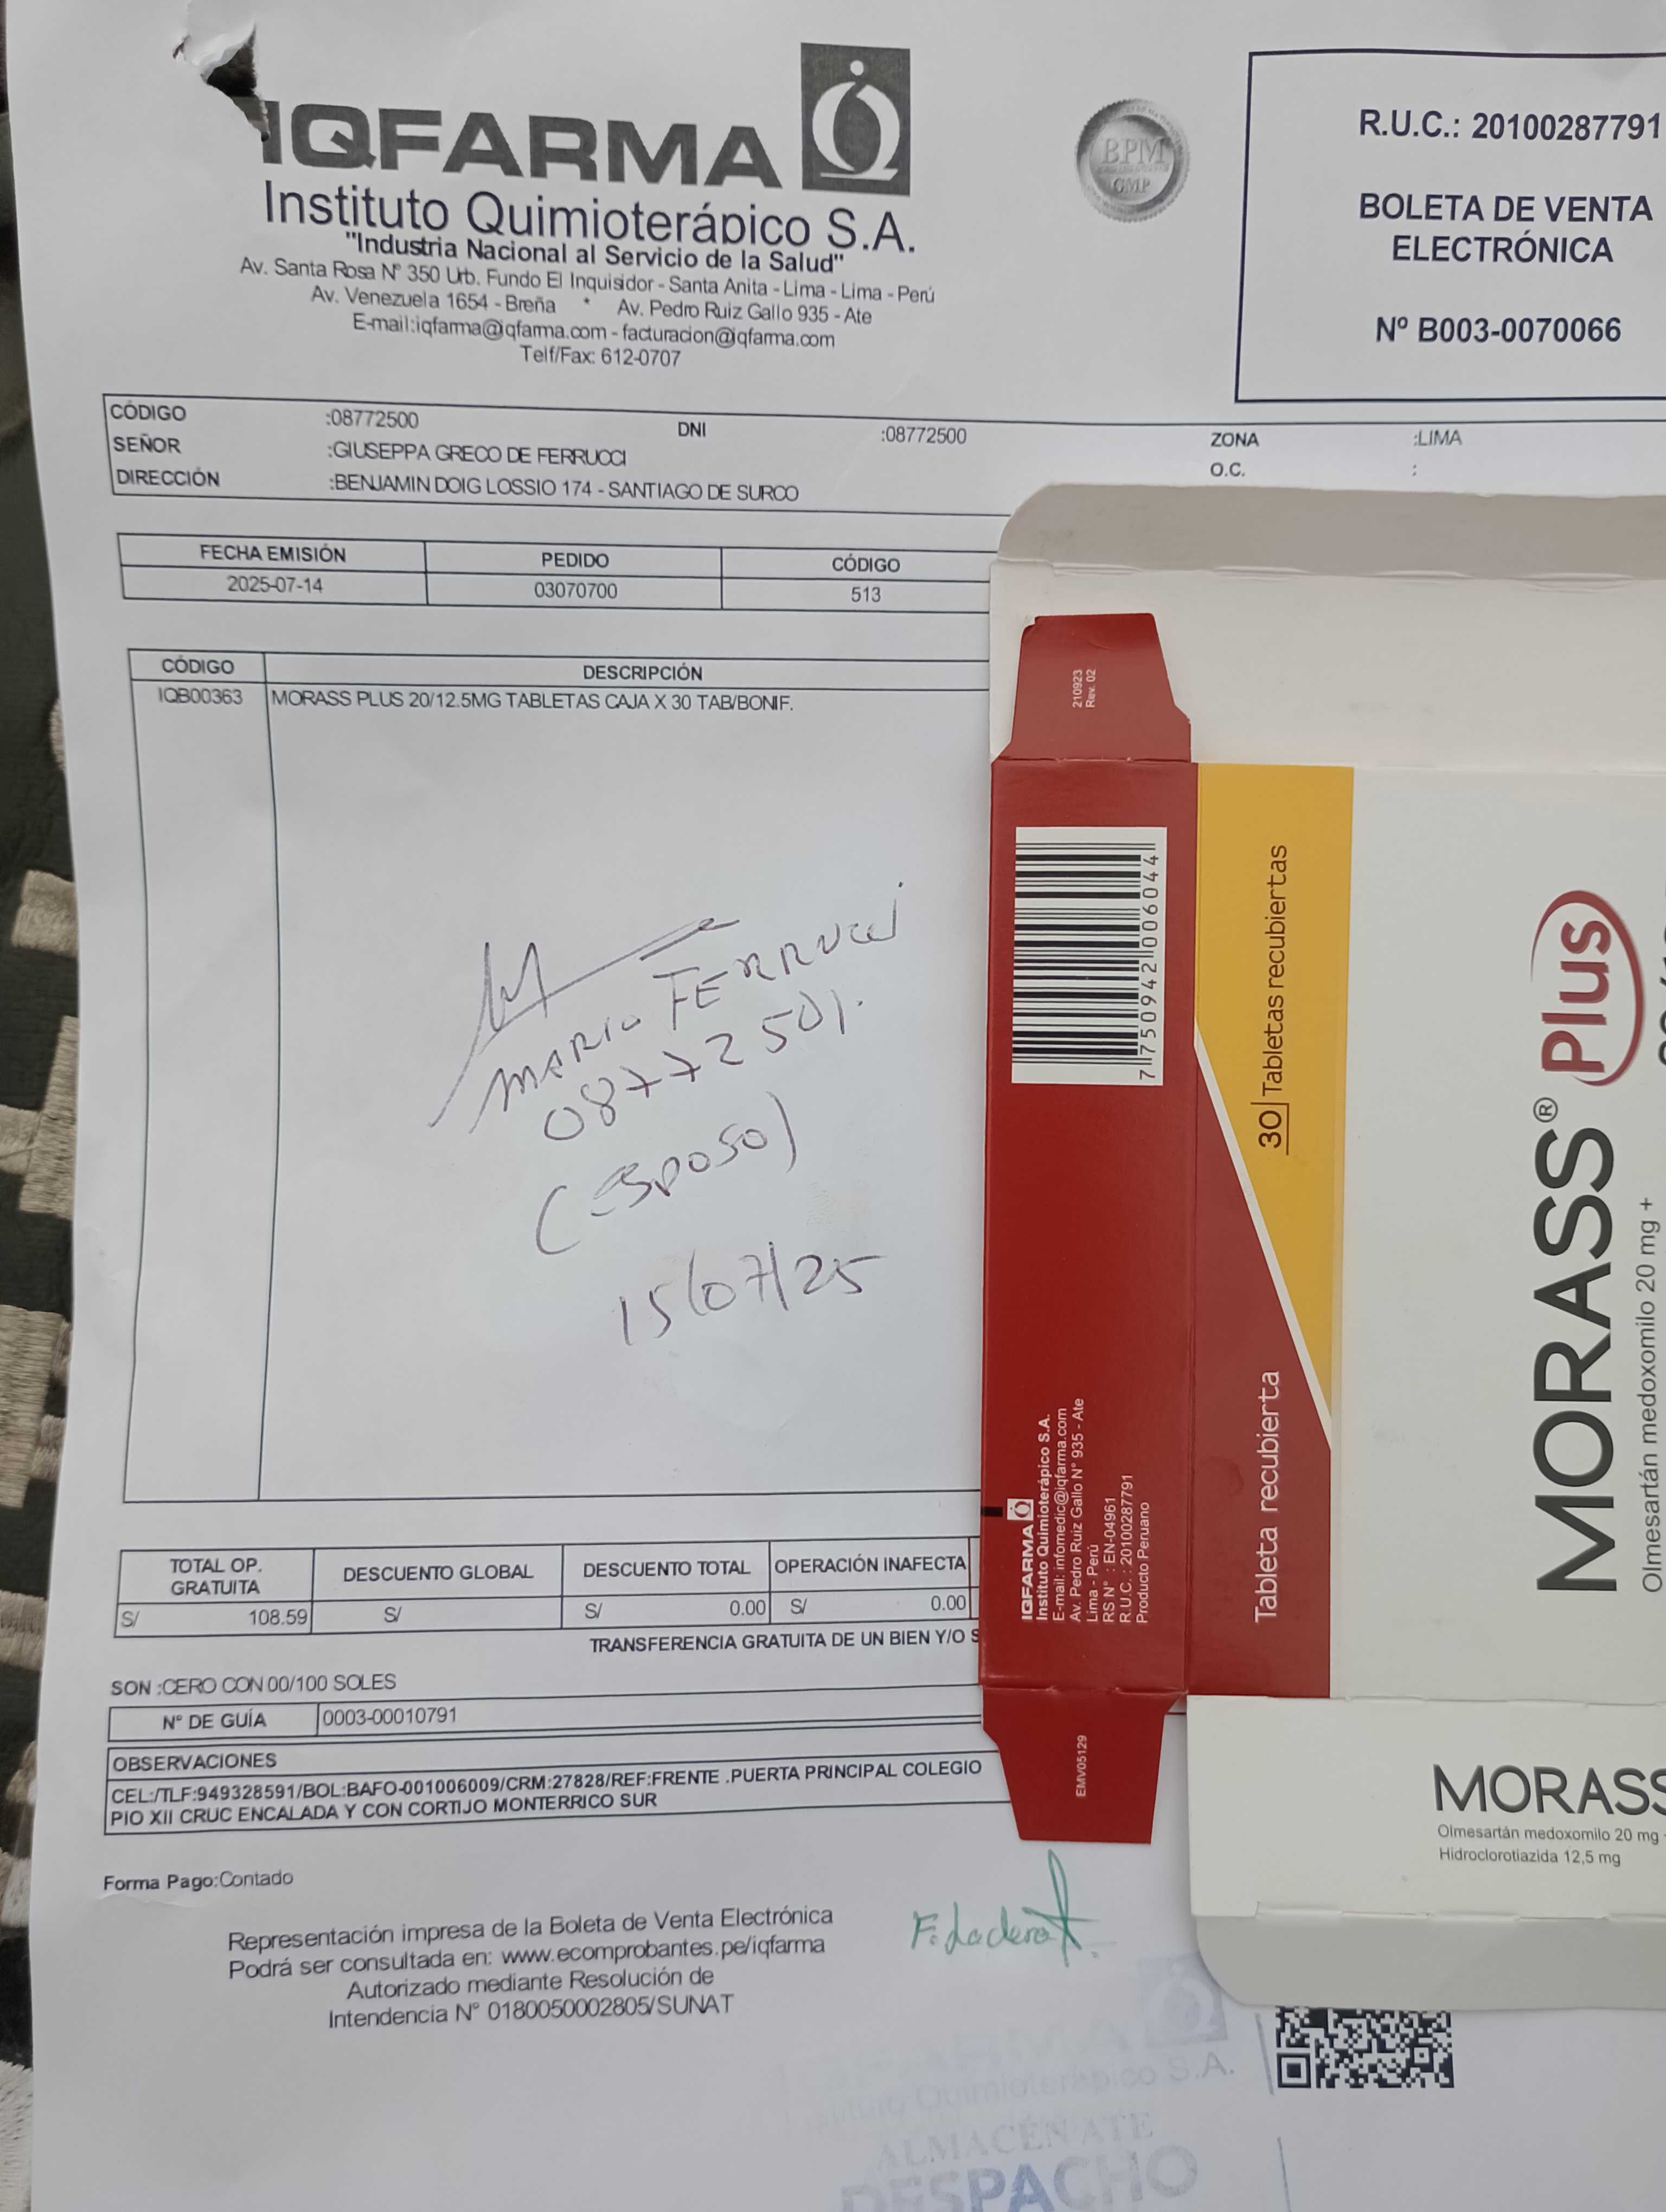 IQFARMA
Instituto Quimioterápico S.A.
"Industria Nacional al Servicio de la Salud"
Av. Santa Rosa N° 350 Urb. Fundo El Inquisidor - Santa Anita - Lima - Lima - Perú
Av. Venezuela 1654 - Breña * Av. Pedro Ruiz Gallo 935 - Ate
E-mail:iqfarma@iqfarma.com - facturacion@iqfarma.com
Telf/Fax: 612-0707
BPM
GMP
R.U.C.: 20100287791
BOLETA DE VENTA
ELECTRÓNICA
Nº B003-0070066
CÓDIGO :08772500 DNI :08772500 ZONA :LIMA
SEÑOR :GIUSEPPA GRECO DE FERRUCCI O.C. :
DIRECCIÓN :BENJAMIN DOIG LOSSIO 174 - SANTIAGO DE SURCO
FECHA EMISIÓN PEDIDO CÓDIGO
2025-07-14 03070700 513
CÓDIGO DESCRIPCIÓN
IQB00363 MORASS PLUS 20/12.5MG TABLETAS CAJA X 30 TAB/BONIF.
MARIO FERRUCCI
08772501.
(esposo)
15/07/25
TOTAL OP. GRATUITA DESCUENTO GLOBAL DESCUENTO TOTAL OPERACIÓN INAFECTA
S/ 108.59 S/ S/ 0.00 S/ 0.00
TRANSFERENCIA GRATUITA DE UN BIEN Y/O S
SON :CERO CON 00/100 SOLES
Nº DE GUÍA 0003-00010791
OBSERVACIONES
CEL:/TLF:949328591/BOL:BAFO-001006009/CRM:27828/REF:FRENTE .PUERTA PRINCIPAL COLEGIO
PIO XII CRUC ENCALADA Y CON CORTIJO MONTERRICO SUR
Forma Pago:Contado
Representación impresa de la Boleta de Venta Electrónica
Podrá ser consultada en: www.ecomprobantes.pe/iqfarma
Autorizado mediante Resolución de
Intendencia Nº 0180050002805/SUNAT
F. Ladera
Instituto Quimioterápico S.A.
ALMACÉN ATE
DESPACHO
210923
Rev. 02
7 750942 006044
IQFARMA
Instituto Quimioterápico S.A.
E-mail: infomedic@iqfarma.com
Av. Pedro Ruiz Gallo N° 935 - Ate
Lima - Perú
RS N° : EN-04961
R.U.C. : 20100287791
Producto Peruano
EMV05129
30 Tabletas recubiertas
Tableta recubierta
MORASS® Plus
Olmesartán medoxomilo 20 mg +
MORASS
Olmesartán medoxomilo 20 mg
Hidroclorotiazida 12,5 mg